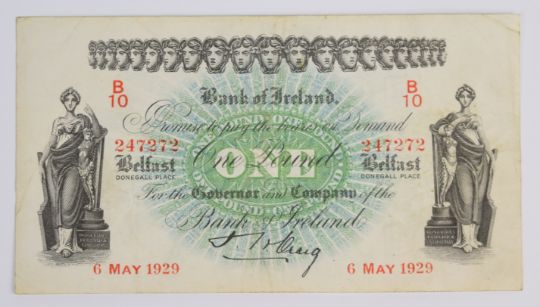 B
10
B
10
Bank of Ireland.
Promise to pay the bearer on Demand
247272
247272
One Pound
Belfast
Belfast
DONEGALL PLACE
DONEGALL PLACE
ONE
For the Governor and Company of the
Bank of Ireland
6 MAY 1929
6 MAY 1929